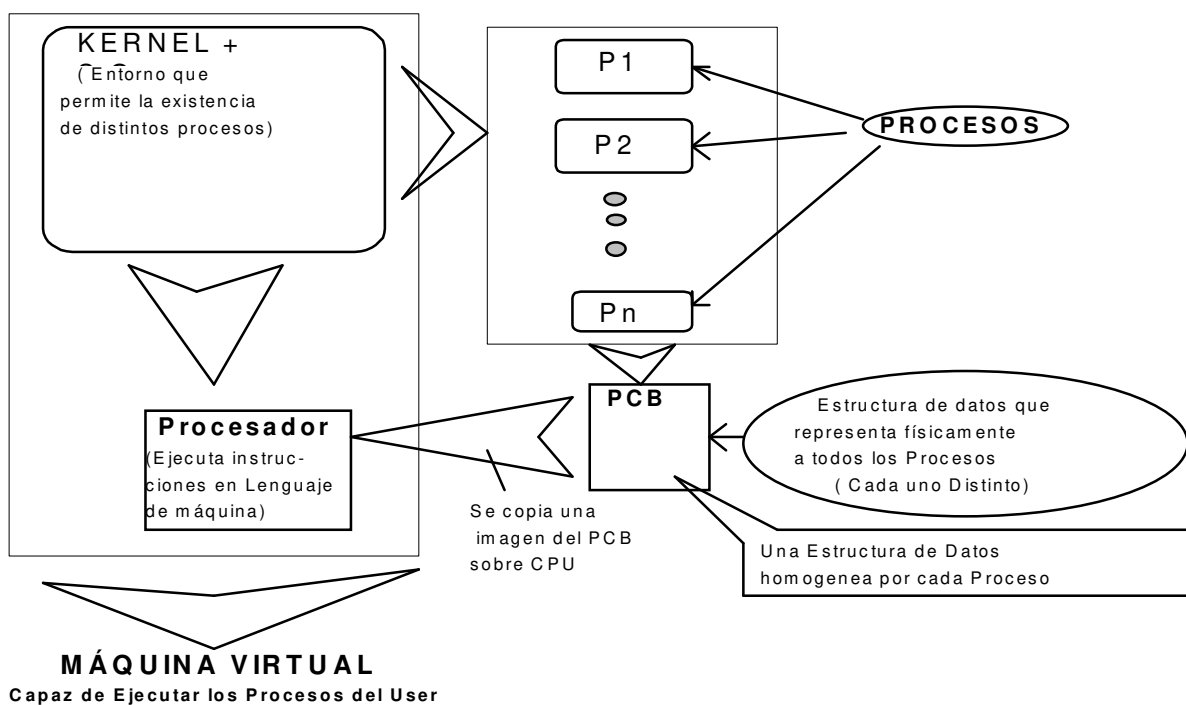 KERNEL +
( Entorno que
permite la existencia
de distintos procesos)
P1
P2
Pn
PROCESOS
PCB
Procesador
(Ejecuta instruc-
ciones en Lenguaje
de máquina)
Se copia una
imagen del PCB
sobre CPU
Estructura de datos que
representa físicamente
a todos los Procesos
( Cada uno Distinto)
Una Estructura de Datos
homogenea por cada Proceso
MÁQUINA VIRTUAL
Capaz de Ejecutar los Procesos del User